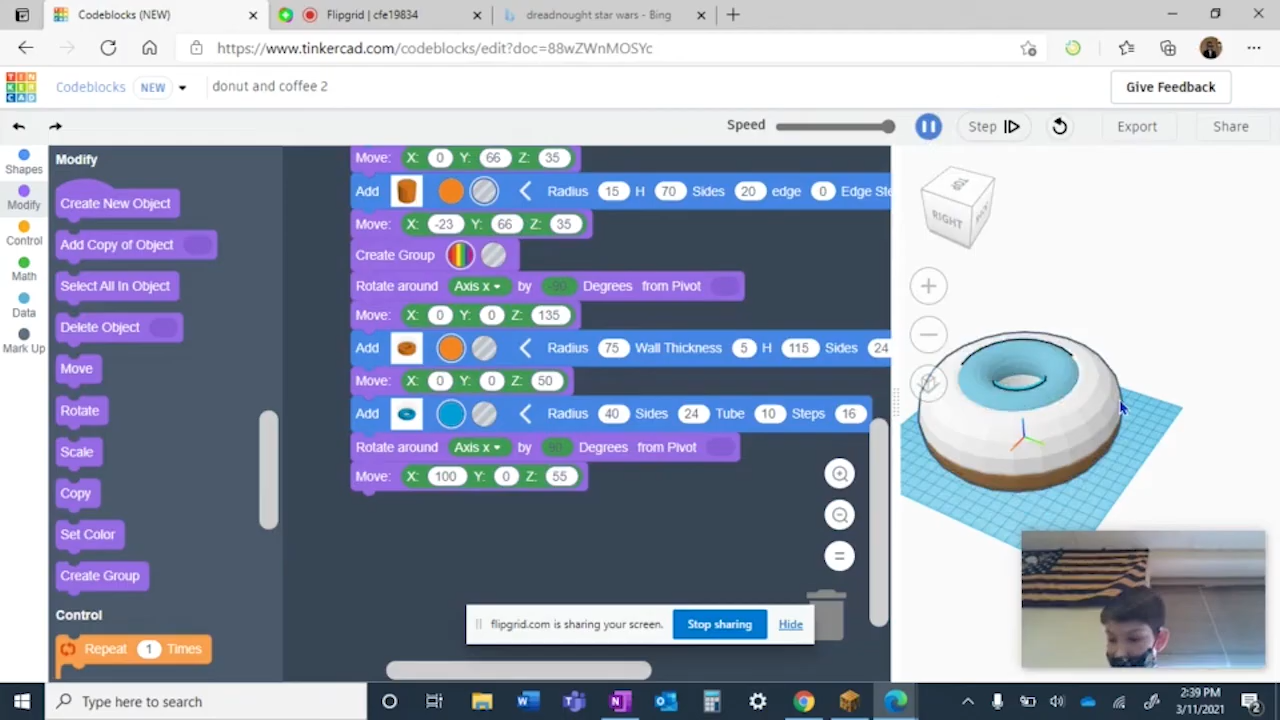 Codeblocks (NEW)
Flipgrid | cfe19834
dreadnought star wars - Bing
https://www.tinkercad.com/codeblocks/edit?doc=88wZWnMOSYc
TIN
KER
CAD
Codeblocks NEW
donut and coffee 2
Give Feedback
Speed
Step
Export
Share
Shapes
Modify
Control
Math
Data
Mark Up
Modify
Create New Object
Add Copy of Object
Select All In Object
Delete Object
Move
Rotate
Scale
Copy
Set Color
Create Group
Control
Repeat 1 Times
Move: X: 0 Y: 66 Z: 35
Add Radius 15 H 70 Sides 20 edge 0 Edge Ste
Move: X: -23 Y: 66 Z: 35
Create Group
Rotate around Axis x by -90 Degrees from Pivot
Move: X: 0 Y: 0 Z: 135
Add Radius 75 Wall Thickness 5 H 115 Sides 24
Move: X: 0 Y: 0 Z: 50
Add Radius 40 Sides 24 Tube 10 Steps 16
Rotate around Axis x by 90 Degrees from Pivot
Move: X: 100 Y: 0 Z: 55
TOP
RIGHT
flipgrid.com is sharing your screen.
Stop sharing
Hide
Type here to search
2:39 PM
3/11/2021
2